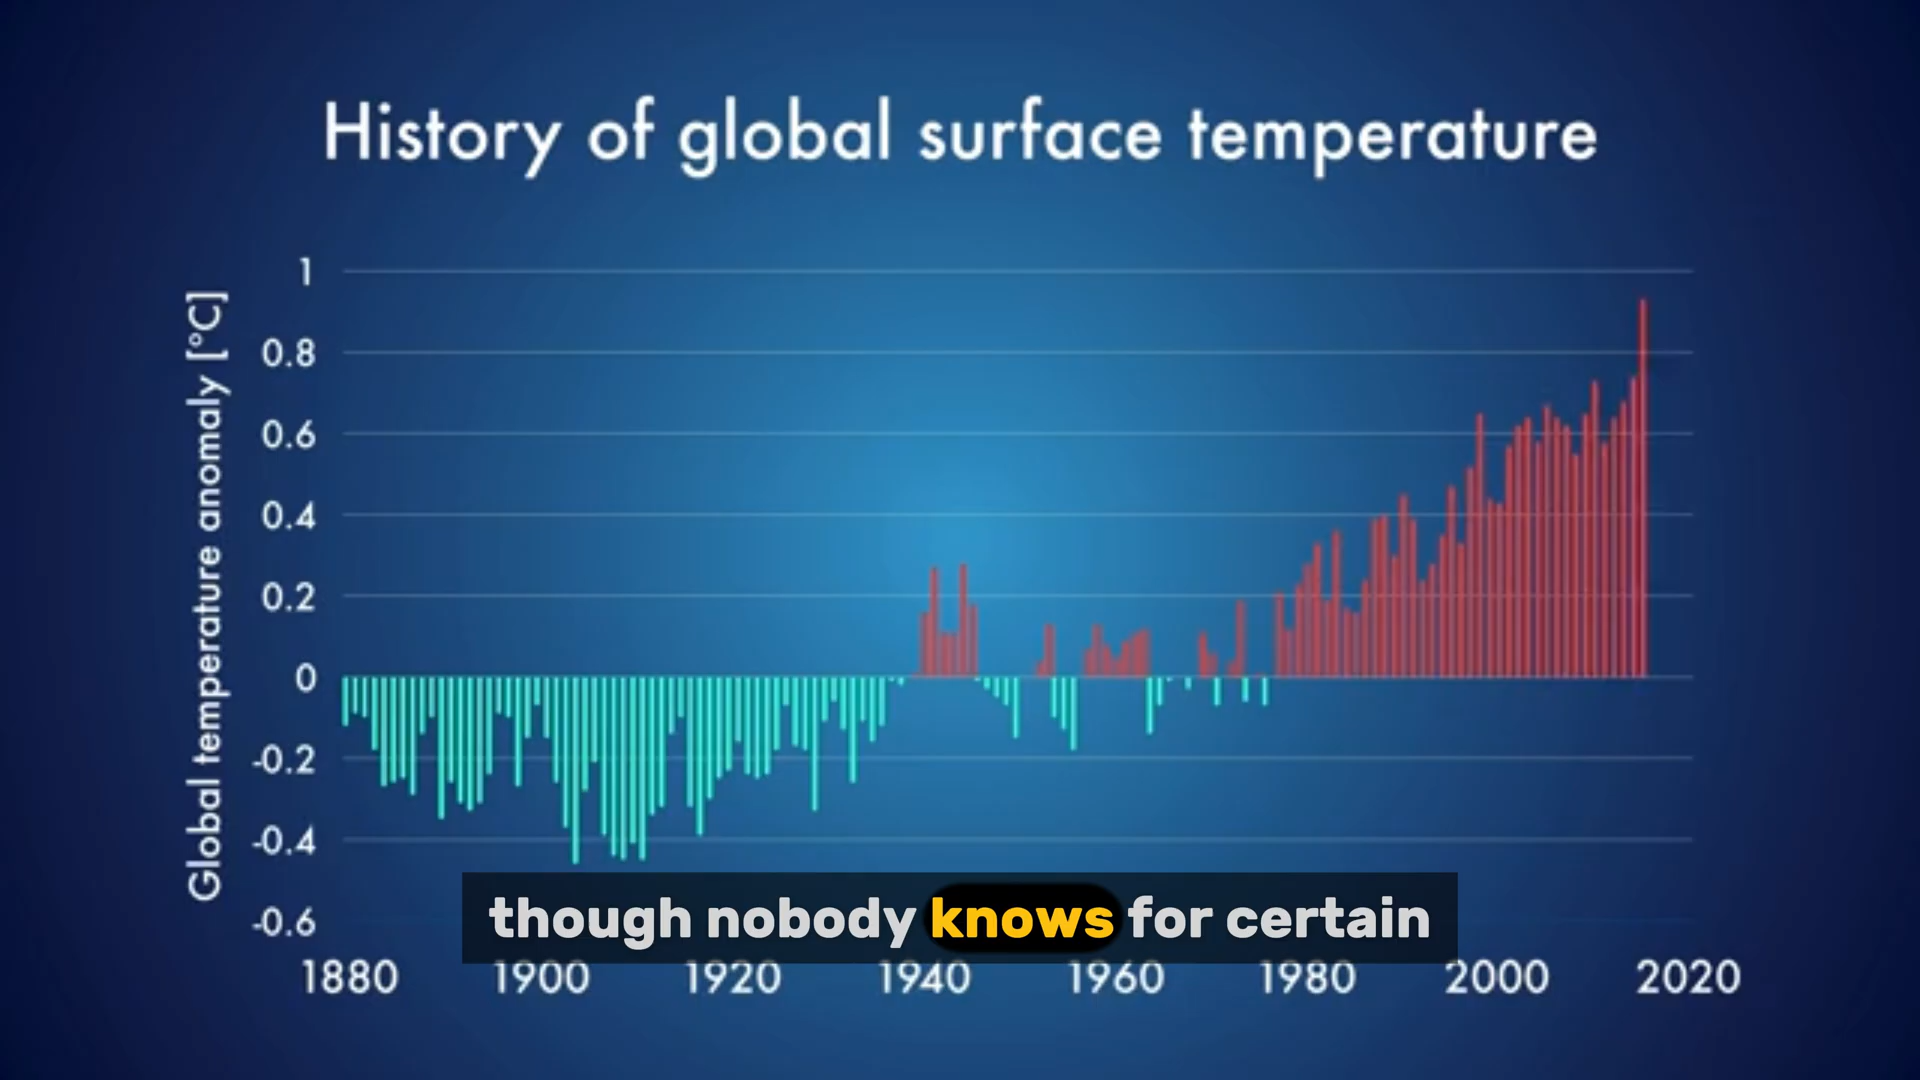 History of global surface temperature
Global temperature anomaly [°C]
1
0.8
0.6
0.4
0.2
0
-0.2
-0.4
-0.6
though nobody knows for certain
1880 1900 1920 1940 1960 1980 2000 2020